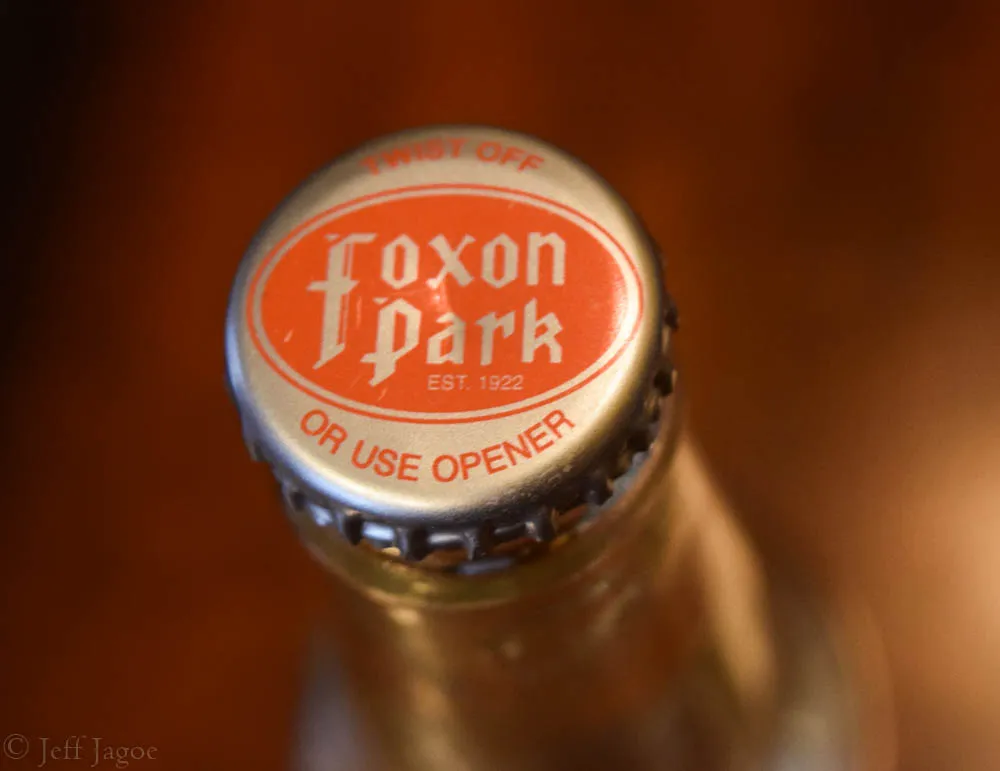 TWIST OFF
Foxon
Park
EST. 1922
OR USE OPENER
© Jeff Jagoe